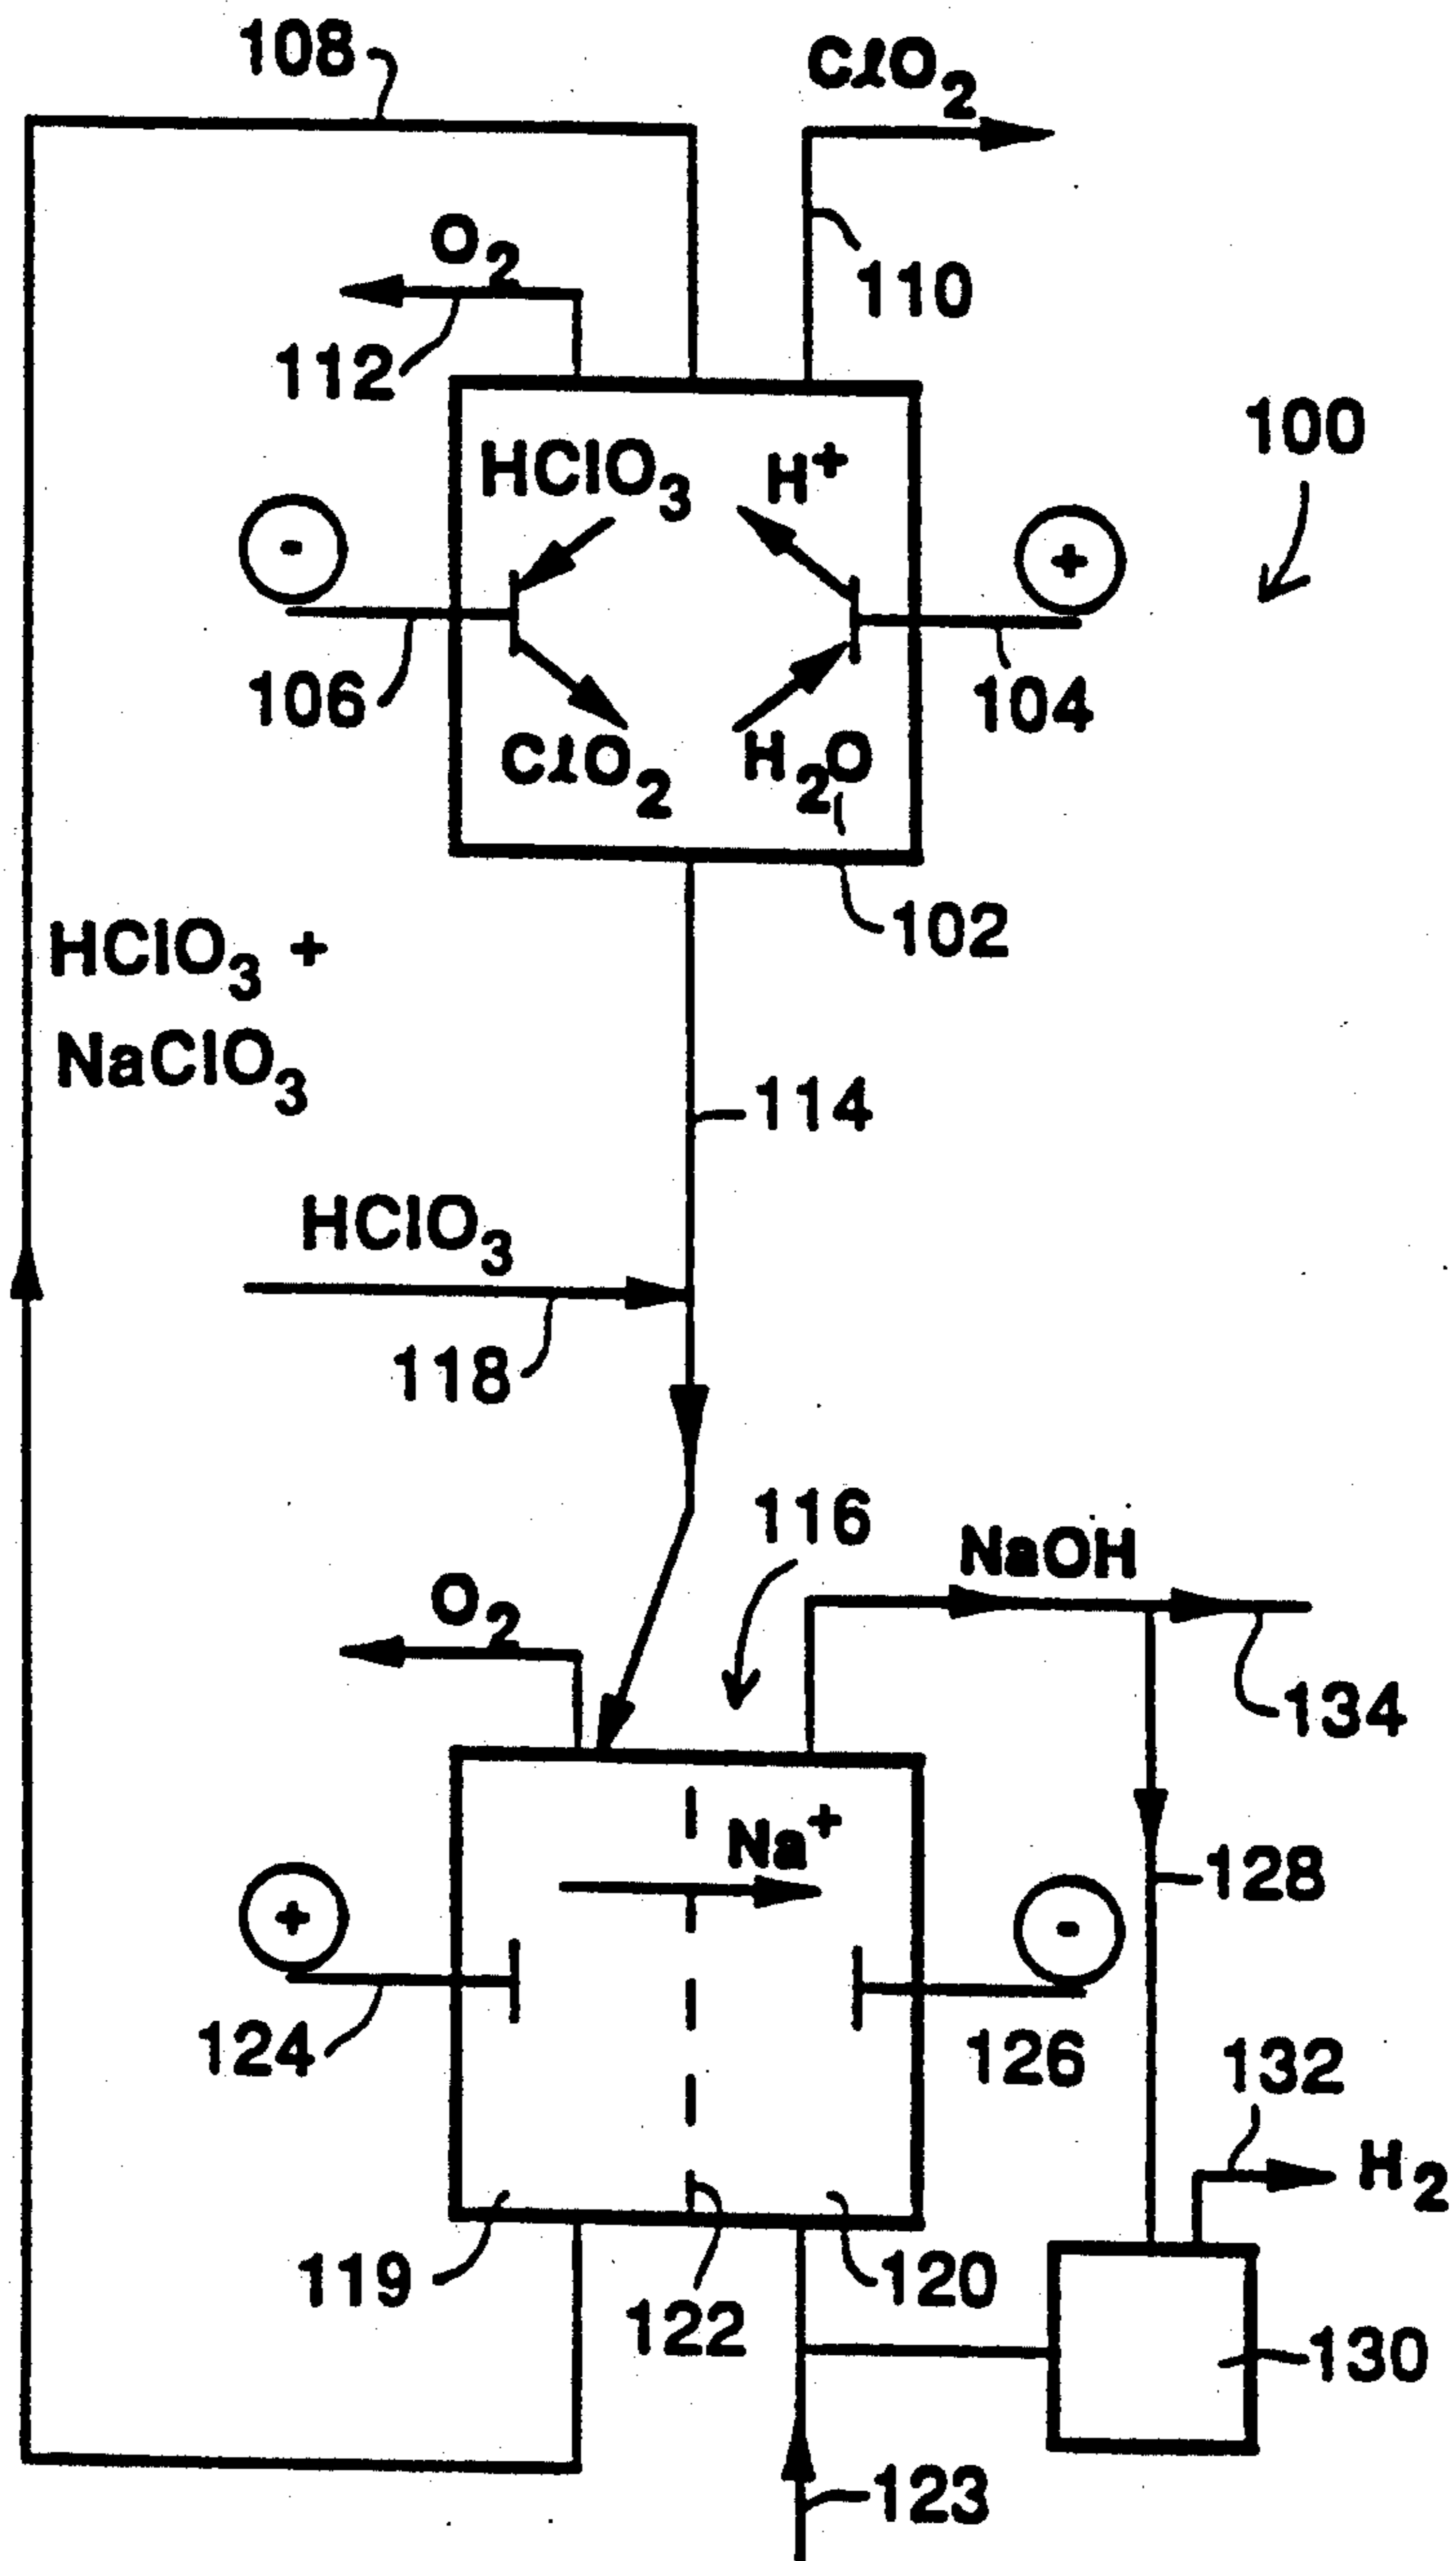 108
ClO₂
O₂
110
112
100
HClO₃
H⁺
-
+
106
104
ClO₂
H₂O
102
HClO₃ +
NaClO₃
114
HClO₃
118
116
NaOH
O₂
134
Na⁺
128
+
-
124
126
132
H₂
119
120
122
130
123